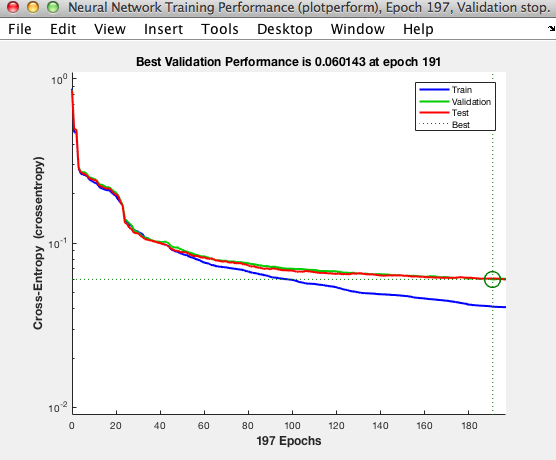 Neural Network Training Performance (plotperform), Epoch 197, Validation stop.
File Edit View Insert Tools Desktop Window Help
Best Validation Performance is 0.060143 at epoch 191
Train
Validation
Test
Best
10^0
10^-1
10^-2
Cross-Entropy (crossentropy)
0 20 40 60 80 100 120 140 160 180
197 Epochs